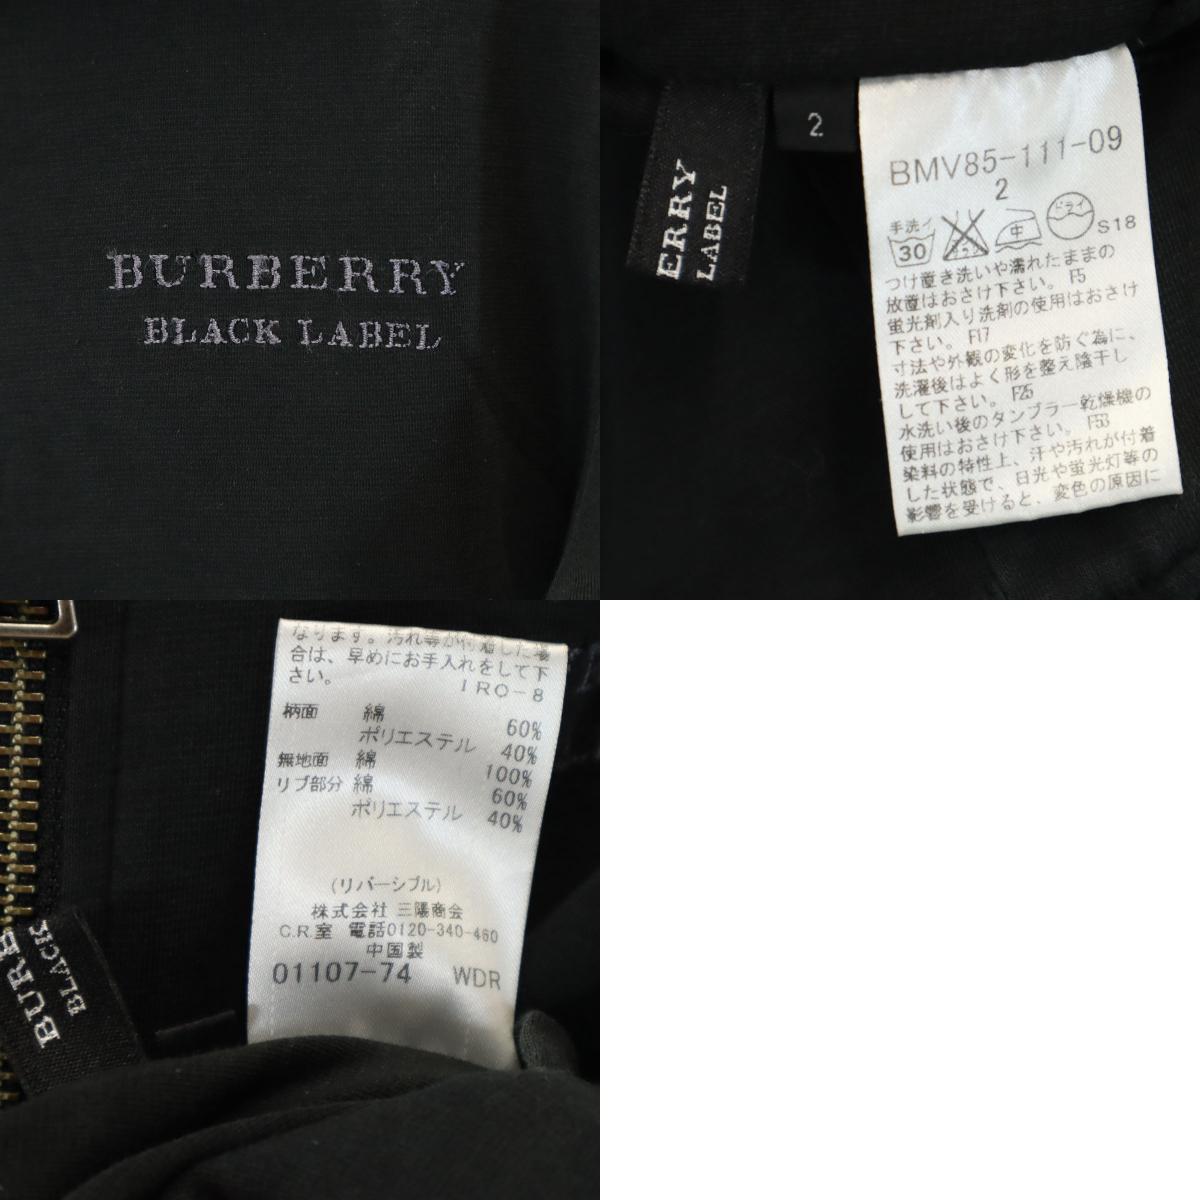 BURBERRY
BLACK LABEL
ERRY
LABEL
2
BMV85-111-09
2
手洗イ
30
中
ドライ
S18
つけ置き洗いや濡れたままの
放置はおさけ下さい。 F5
蛍光剤入り洗剤の使用はおさけ
下さい。 F17
寸法や外観の変化を防ぐ為に、
洗濯後はよく形を整え陰干し
して下さい。 F25
水洗い後のタンブラー乾燥機の
使用はおさけ下さい。 F53
染料の特性上、汗や汚れが付着
した状態で、日光や蛍光灯等の
影響を受けると、変色の原因に
なります。汚れ等が付着した場
合は、早めにお手入れをして下
さい。 IRO-8
柄面 綿 60%
ポリエステル 40%
無地面 綿 100%
リブ部分 綿 60%
ポリエステル 40%
(リバーシブル)
株式会社 三陽商会
C.R.室 電話0120-340-460
中国製
01107-74 WDR
BURB
BLACK